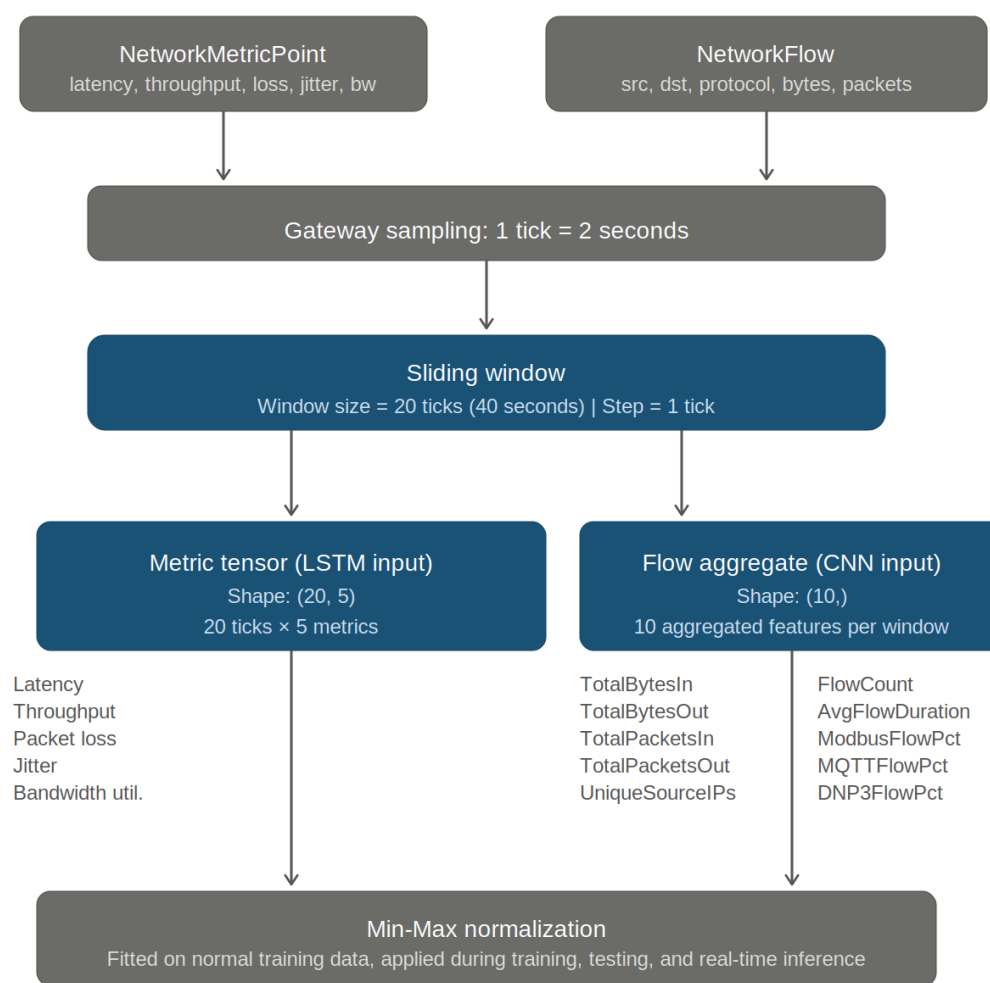 NetworkMetricPoint
latency, throughput, loss, jitter, bw
NetworkFlow
src, dst, protocol, bytes, packets
Gateway sampling: 1 tick = 2 seconds
Sliding window
Window size = 20 ticks (40 seconds) | Step = 1 tick
Metric tensor (LSTM input)
Shape: (20, 5)
20 ticks × 5 metrics
Flow aggregate (CNN input)
Shape: (10,)
10 aggregated features per window
Latency
Throughput
Packet loss
Jitter
Bandwidth util.
TotalBytesIn
TotalBytesOut
TotalPacketsIn
TotalPacketsOut
UniqueSourceIPs
FlowCount
AvgFlowDuration
ModbusFlowPct
MQTTFlowPct
DNP3FlowPct
Min-Max normalization
Fitted on normal training data, applied during training, testing, and real-time inference